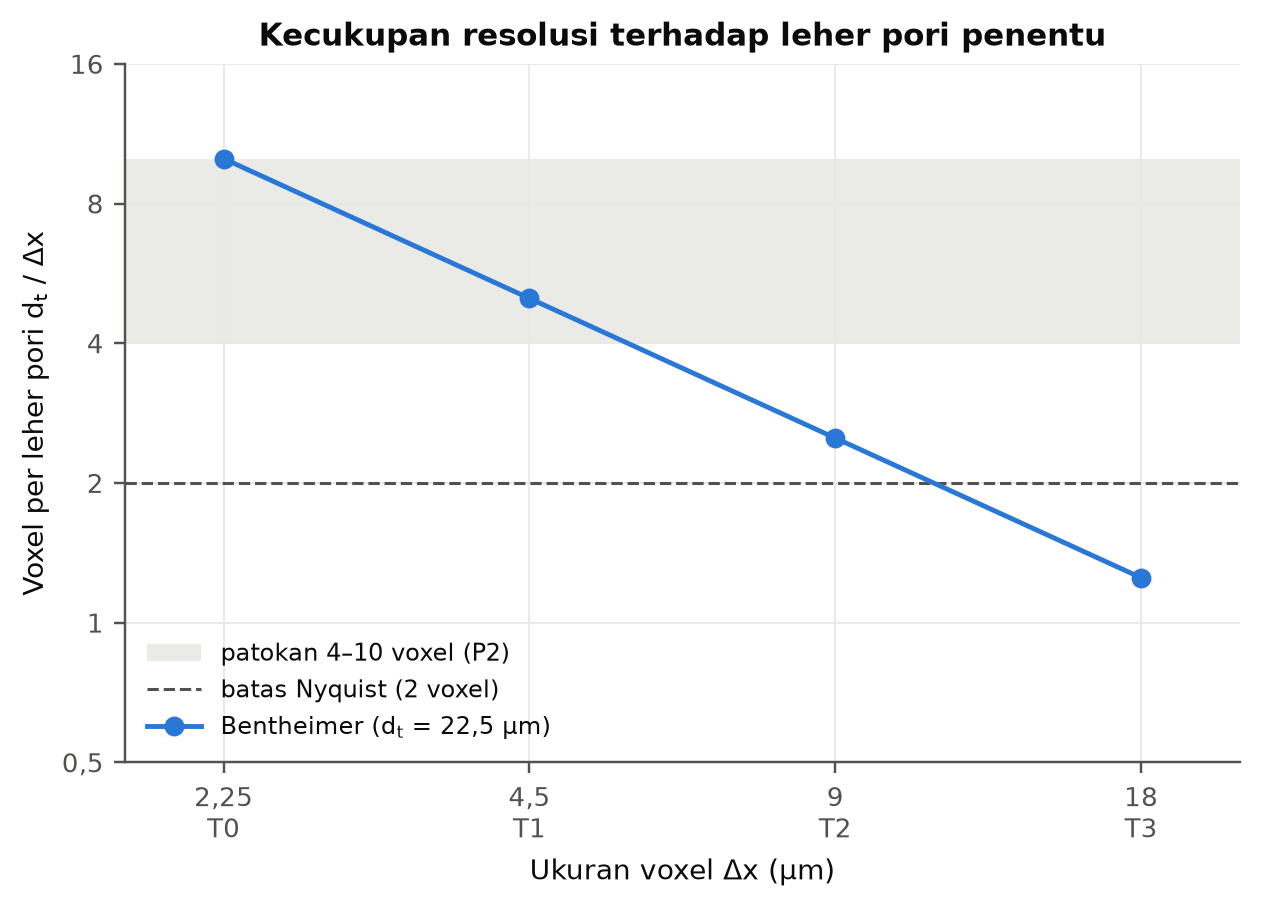 Kecukupan resolusi terhadap leher pori penentu
Voxel per leher pori dₜ / Δx
16
8
4
2
1
0,5
patokan 4–10 voxel (P2)
batas Nyquist (2 voxel)
Bentheimer (dₜ = 22,5 µm)
2,25 4,5 9 18
T0 T1 T2 T3
Ukuran voxel Δx (µm)